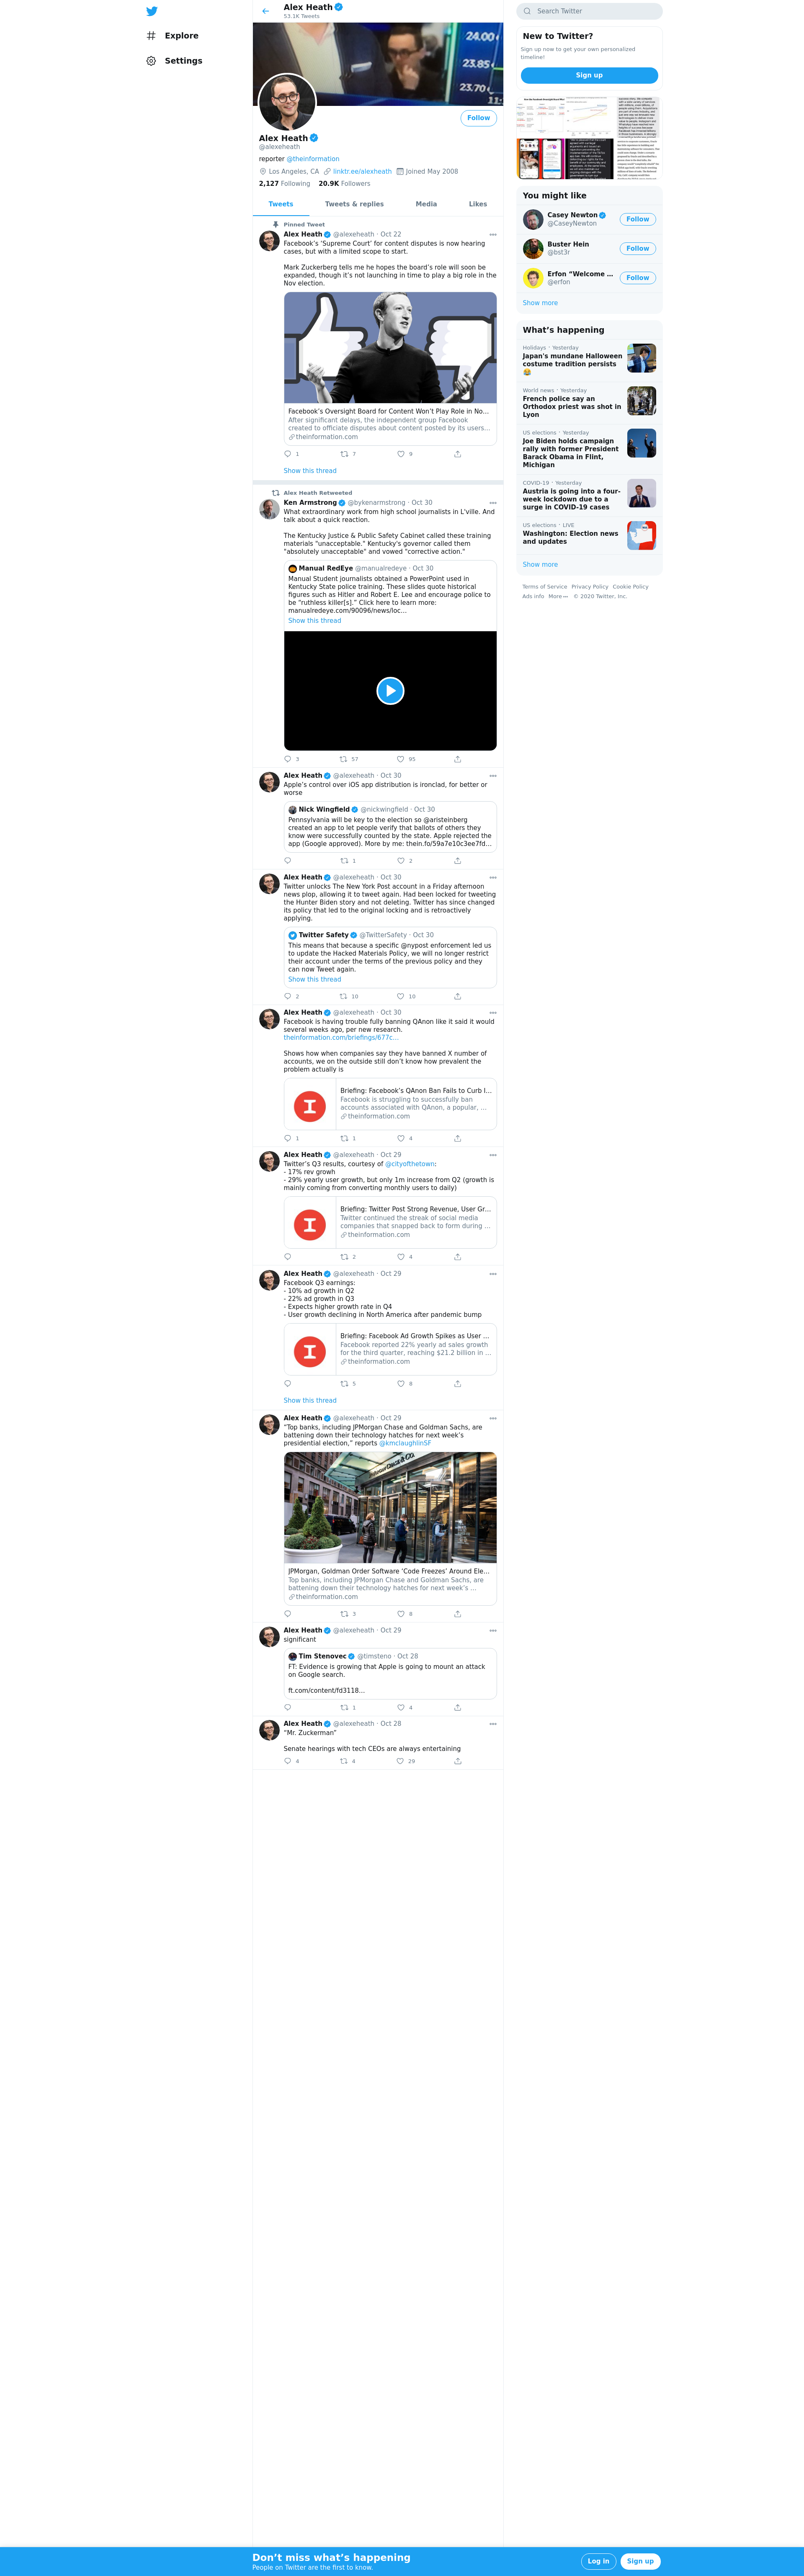 Explore
Settings
Alex Heath
53.1K Tweets
24.00
23.75
23.70
Follow
Alex Heath
@alexeheath
reporter @theinformation
Los Angeles, CA linktr.ee/alexheath Joined May 2008
2,127 Following 20.9K Followers
Tweets Tweets & replies Media Likes
Pinned Tweet
Alex Heath @alexeheath · Oct 22
Facebook’s ‘Supreme Court’ for content disputes is now hearing
cases, but with a limited scope to start.
Mark Zuckerberg tells me he hopes the board’s role will soon be
expanded, though it’s not launching in time to play a big role in the
Nov election.
Facebook’s Oversight Board for Content Won’t Play Role in No…
After significant delays, the independent group Facebook
created to officiate disputes about content posted by its users…
theinformation.com
1 7 9
Show this thread
Alex Heath Retweeted
Ken Armstrong @bykenarmstrong · Oct 30
What extraordinary work from high school journalists in L'ville. And
talk about a quick reaction.
The Kentucky Justice & Public Safety Cabinet called these training
materials "unacceptable." Kentucky's governor called them
"absolutely unacceptable" and vowed "corrective action."
Manual RedEye @manualredeye · Oct 30
Manual Student journalists obtained a PowerPoint used in
Kentucky State police training. These slides quote historical
figures such as Hitler and Robert E. Lee and encourage police to
be “ruthless killer[s].” Click here to learn more:
manualredeye.com/90096/news/loc…
Show this thread
3 57 95
Alex Heath @alexeheath · Oct 30
Apple’s control over iOS app distribution is ironclad, for better or
worse
Nick Wingfield @nickwingfield · Oct 30
Pennsylvania will be key to the election so @aristeinberg
created an app to let people verify that ballots of others they
know were successfully counted by the state. Apple rejected the
app (Google approved). More by me: thein.fo/59a7e10c3ee7fd…
1 2
Alex Heath @alexeheath · Oct 30
Twitter unlocks The New York Post account in a Friday afternoon
news plop, allowing it to tweet again. Had been locked for tweeting
the Hunter Biden story and not deleting. Twitter has since changed
its policy that led to the original locking and is retroactively
applying.
Twitter Safety @TwitterSafety · Oct 30
This means that because a specific @nypost enforcement led us
to update the Hacked Materials Policy, we will no longer restrict
their account under the terms of the previous policy and they
can now Tweet again.
Show this thread
2 10 10
Alex Heath @alexeheath · Oct 30
Facebook is having trouble fully banning QAnon like it said it would
several weeks ago, per new research.
theinformation.com/briefings/677c…
Shows how when companies say they have banned X number of
accounts, we on the outside still don’t know how prevalent the
problem actually is
Briefing: Facebook’s QAnon Ban Fails to Curb I…
Facebook is struggling to successfully ban
accounts associated with QAnon, a popular, …
theinformation.com
1 1 4
Alex Heath @alexeheath · Oct 29
Twitter’s Q3 results, courtesy of @cityofthetown:
- 17% rev growh
- 29% yearly user growth, but only 1m increase from Q2 (growth is
mainly coming from converting monthly users to daily)
Briefing: Twitter Post Strong Revenue, User Gr…
Twitter continued the streak of social media
companies that snapped back to form during …
theinformation.com
2 4
Alex Heath @alexeheath · Oct 29
Facebook Q3 earnings:
- 10% ad growth in Q2
- 22% ad growth in Q3
- Expects higher growth rate in Q4
- User growth declining in North America after pandemic bump
Briefing: Facebook Ad Growth Spikes as User …
Facebook reported 22% yearly ad sales growth
for the third quarter, reaching $21.2 billion in …
theinformation.com
5 8
Show this thread
Alex Heath @alexeheath · Oct 29
“Top banks, including JPMorgan Chase and Goldman Sachs, are
battening down their technology hatches for next week’s
presidential election,” reports @kmclaughlinSF
JPMorgan, Goldman Order Software ‘Code Freezes’ Around Ele…
Top banks, including JPMorgan Chase and Goldman Sachs, are
battening down their technology hatches for next week’s …
theinformation.com
3 8
Alex Heath @alexeheath · Oct 29
significant
Tim Stenovec @timsteno · Oct 28
FT: Evidence is growing that Apple is going to mount an attack
on Google search.
ft.com/content/fd3118…
1 4
Alex Heath @alexeheath · Oct 28
“Mr. Zuckerman”
Senate hearings with tech CEOs are always entertaining
4 4 29
Search Twitter
New to Twitter?
Sign up now to get your own personalized
timeline!
Sign up
You might like
Casey Newton
@CaseyNewton
Follow
Buster Hein
@bst3r
Follow
Erfon “Welcome …
@erfon
Follow
Show more
What’s happening
Holidays · Yesterday
Japan's mundane Halloween
costume tradition persists
😂
World news · Yesterday
French police say an
Orthodox priest was shot in
Lyon
US elections · Yesterday
Joe Biden holds campaign
rally with former President
Barack Obama in Flint,
Michigan
COVID-19 · Yesterday
Austria is going into a four-
week lockdown due to a
surge in COVID-19 cases
US elections · LIVE
Washington: Election news
and updates
Show more
Terms of Service Privacy Policy Cookie Policy
Ads info More © 2020 Twitter, Inc.
Don’t miss what’s happening
People on Twitter are the first to know.
Log in Sign up